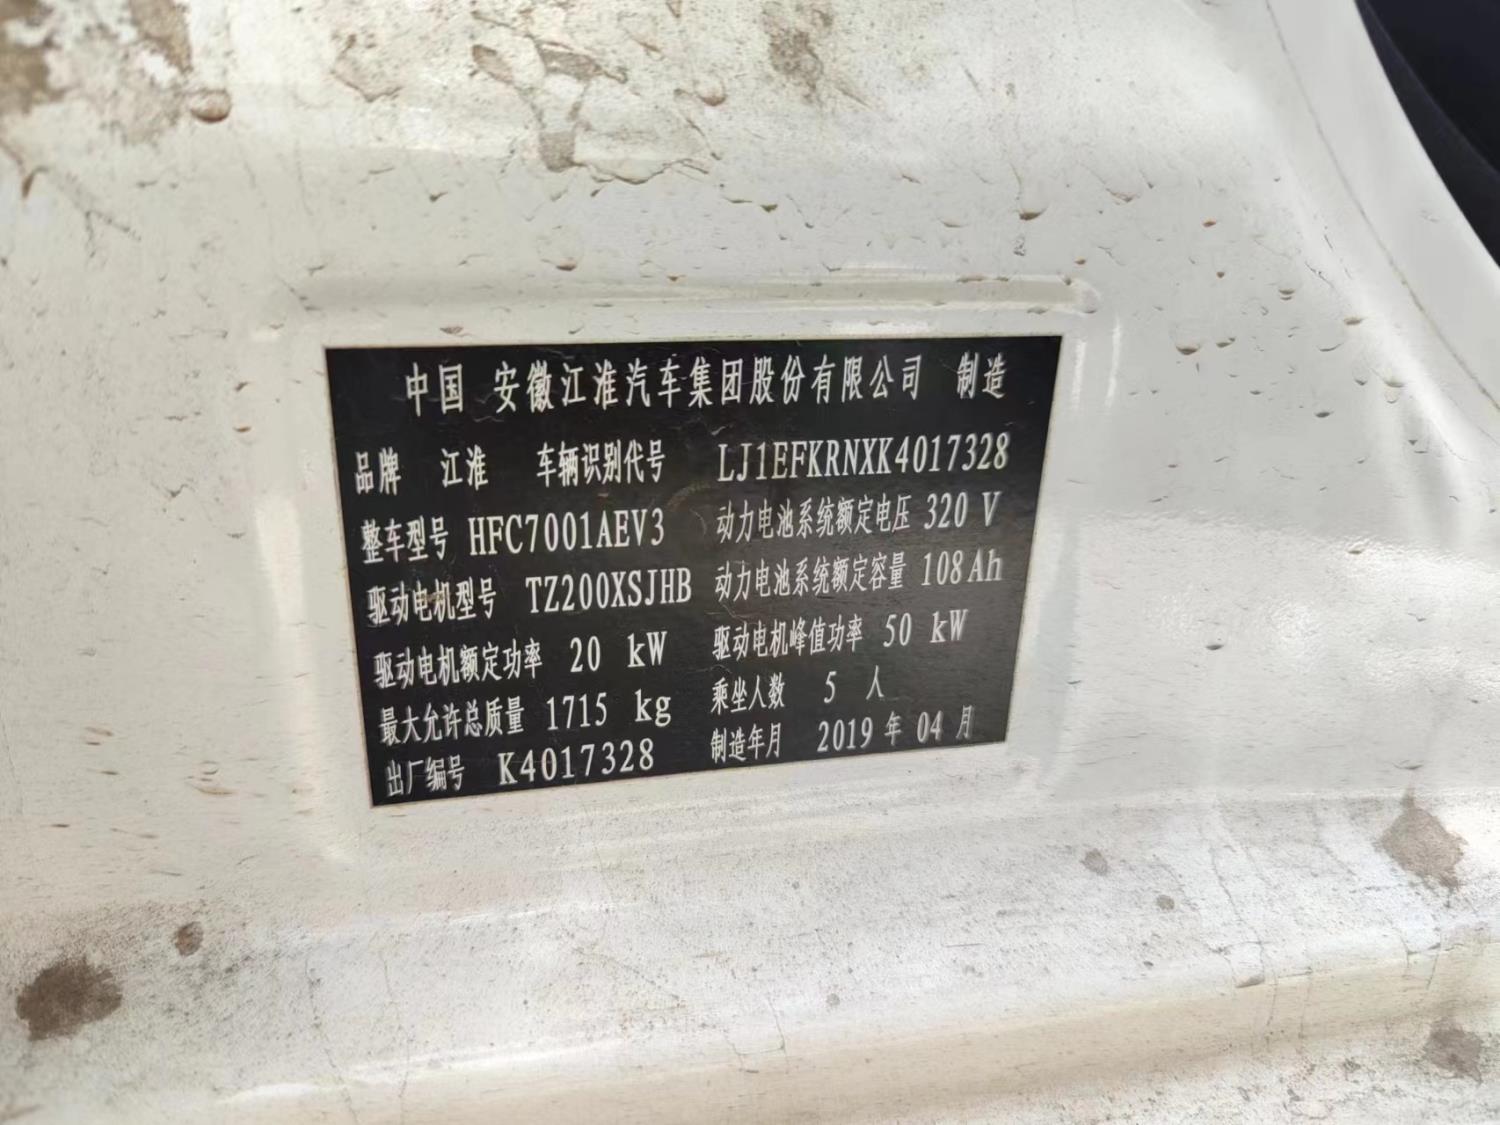 中国 安徽江淮汽车集团股份有限公司 制造
品牌 江淮 车辆识别代号 LJ1EFKRNXK4017328
整车型号 HFC7001AEV3 动力电池系统额定电压 320 V
驱动电机型号 TZ200XSJHB 动力电池系统额定容量 108 Ah
驱动电机额定功率 20 kW 驱动电机峰值功率 50 kW
最大允许总质量 1715 kg 乘坐人数 5 人
出厂编号 K4017328 制造年月 2019 年 04 月